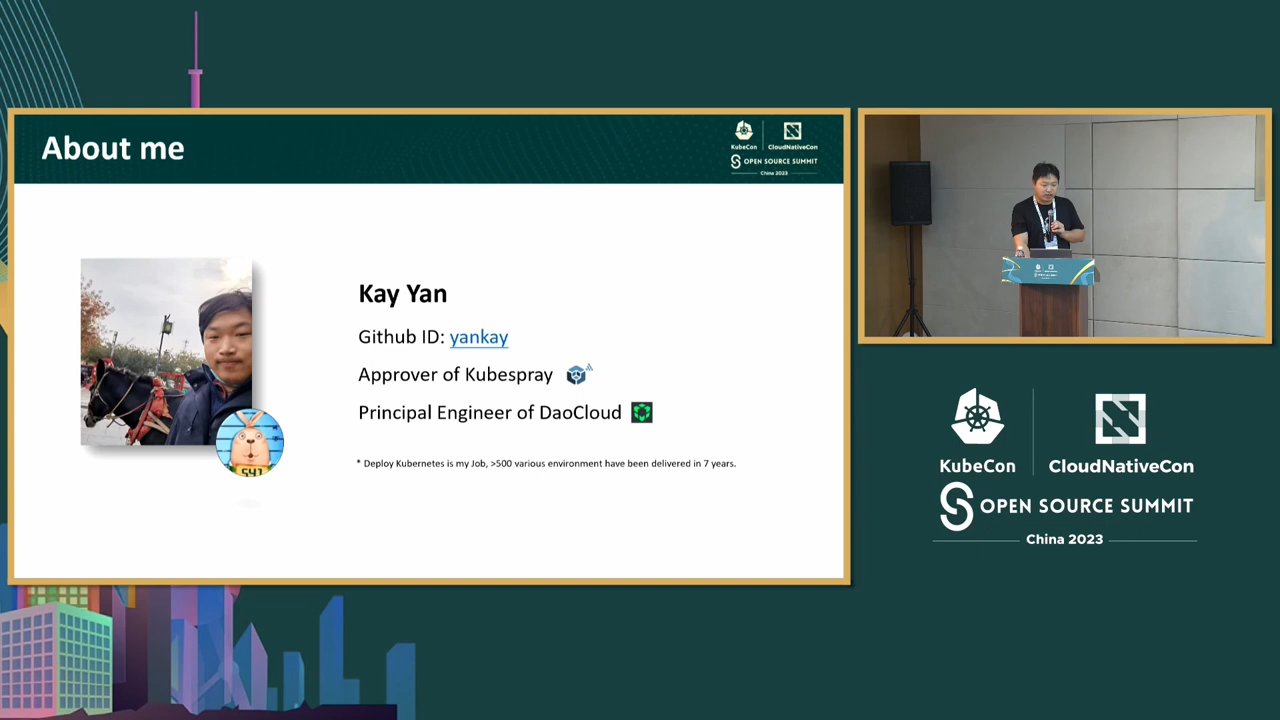 About me
KubeCon
CloudNativeCon
OPEN SOURCE SUMMIT
China 2023
Kay Yan
Github ID: yankay
Approver of Kubespray
Principal Engineer of DaoCloud
* Deploy Kubernetes is my Job, >500 various environment have been delivered in 7 years.
541
KubeCon
CloudNativeCon
OPEN SOURCE SUMMIT
China 2023